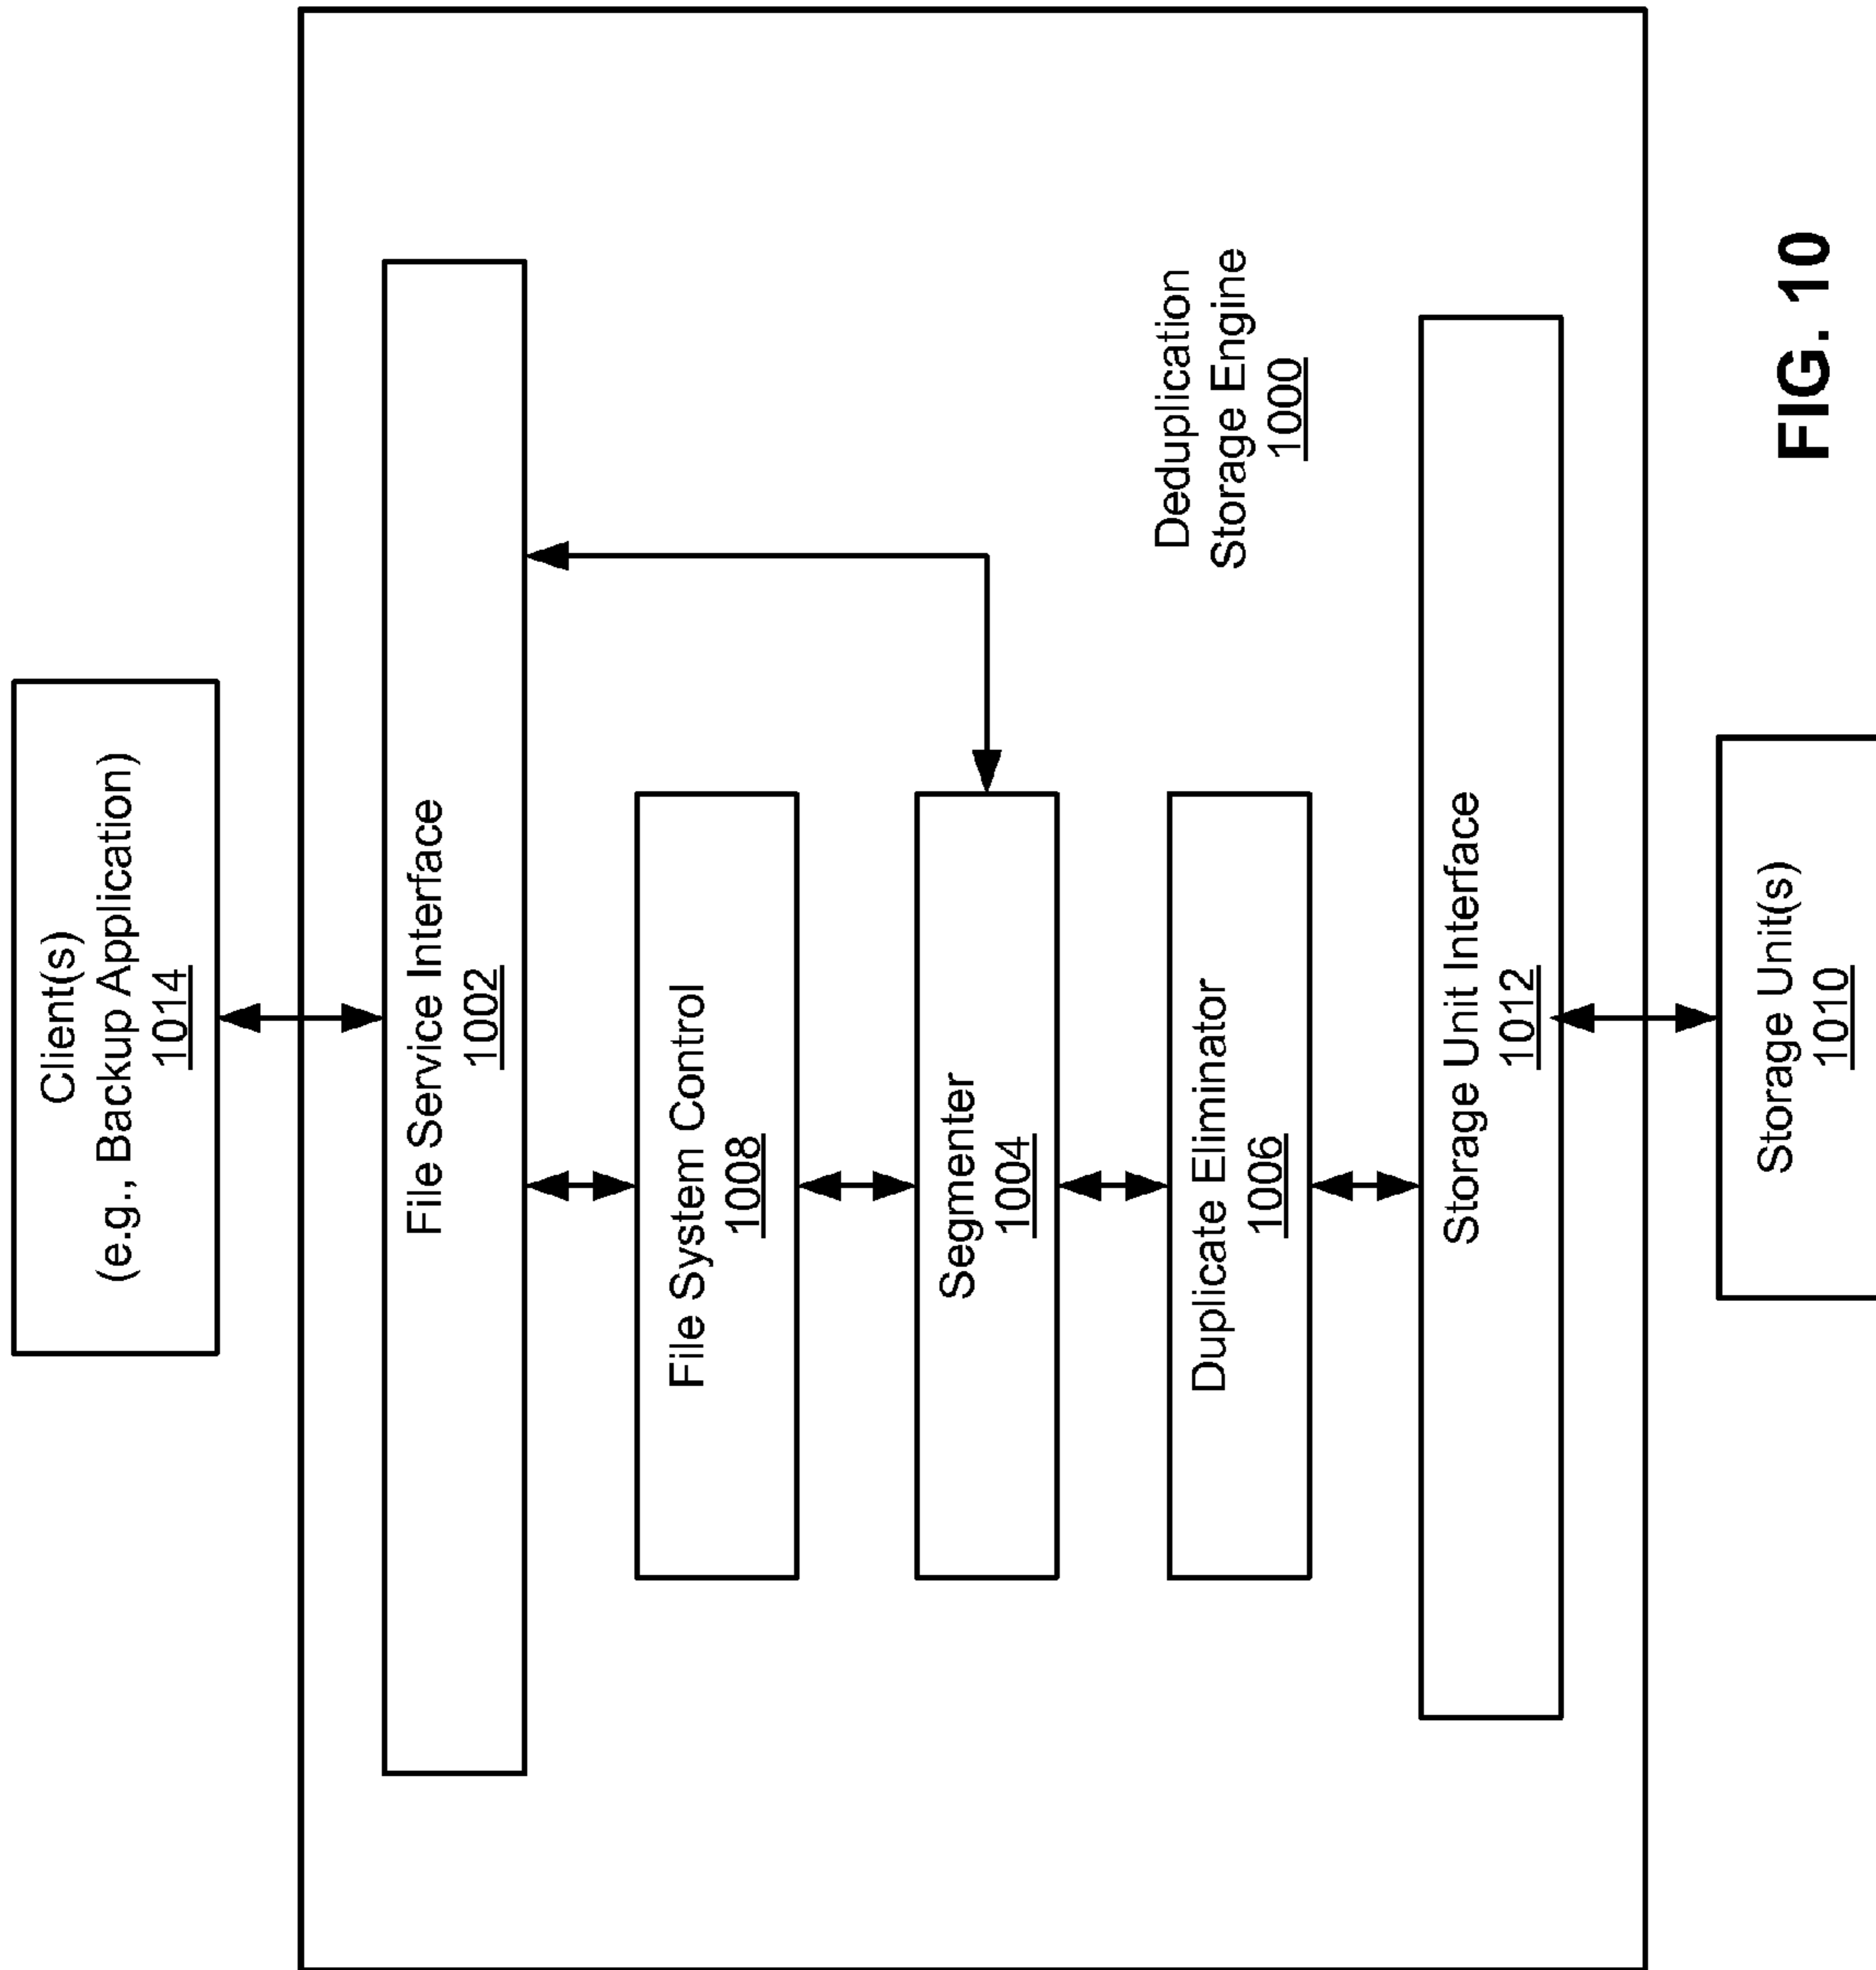 Client(s)
(e.g., Backup Application)
1014
File Service Interface
1002
File System Control
1008
Segmenter
1004
Duplicate Eliminator
1006
Deduplication
Storage Engine
1000
Storage Unit Interface
1012
Storage Unit(s)
1010
FIG. 10